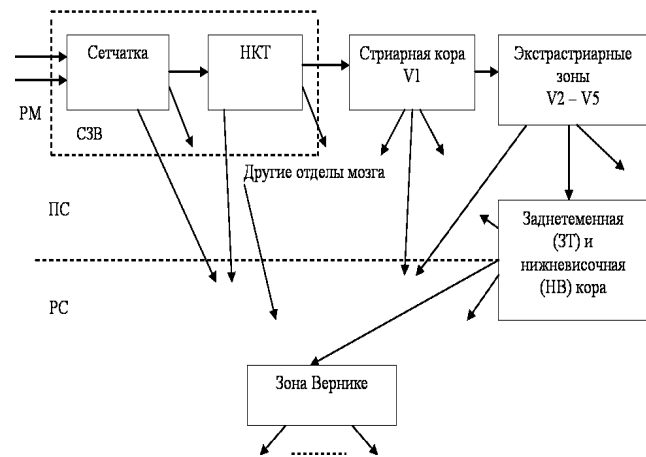 Сетчатка
НКТ
Стриарная кора
V1
Экстрастриарные
зоны
V2 – V5
РМ
СЗВ
Другие отделы мозга
ПС
Заднетеменная
(ЗТ) и
нижневисочная
(НВ) кора
РС
Зона Вернике